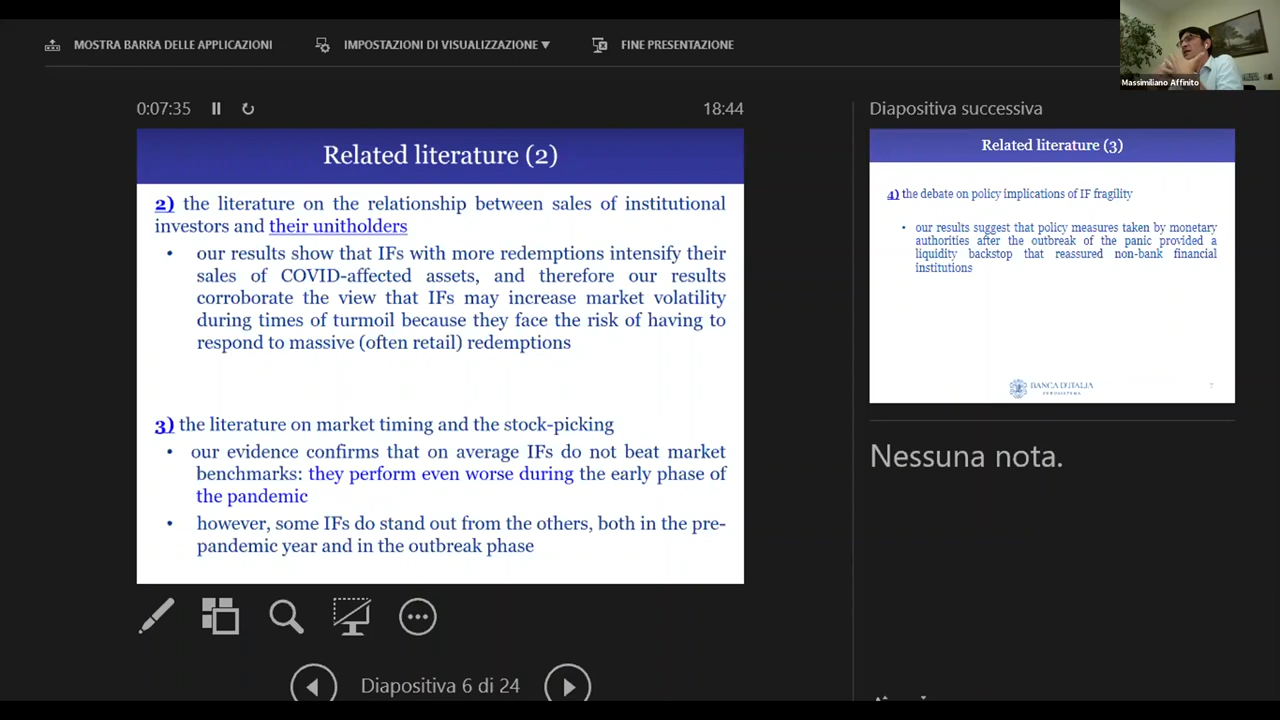 MOSTRA BARRA DELLE APPLICAZIONI
IMPOSTAZIONI DI VISUALIZZAZIONE ▼
FINE PRESENTAZIONE
Massimiliano Affinito
0:07:35
18:44
Related literature (2)
2) the literature on the relationship between sales of institutional
investors and their unitholders
• our results show that IFs with more redemptions intensify their
sales of COVID-affected assets, and therefore our results
corroborate the view that IFs may increase market volatility
during times of turmoil because they face the risk of having to
respond to massive (often retail) redemptions
3) the literature on market timing and the stock-picking
• our evidence confirms that on average IFs do not beat market
benchmarks: they perform even worse during the early phase of
the pandemic
• however, some IFs do stand out from the others, both in the pre-
pandemic year and in the outbreak phase
Diapositiva 6 di 24
Diapositiva successiva
Related literature (3)
4) the debate on policy implications of IF fragility
• our results suggest that policy measures taken by monetary
authorities after the outbreak of the panic provided a
liquidity backstop that reassured non-bank financial
institutions
BANCA D'ITALIA
EUROSISTEMA
7
Nessuna nota.